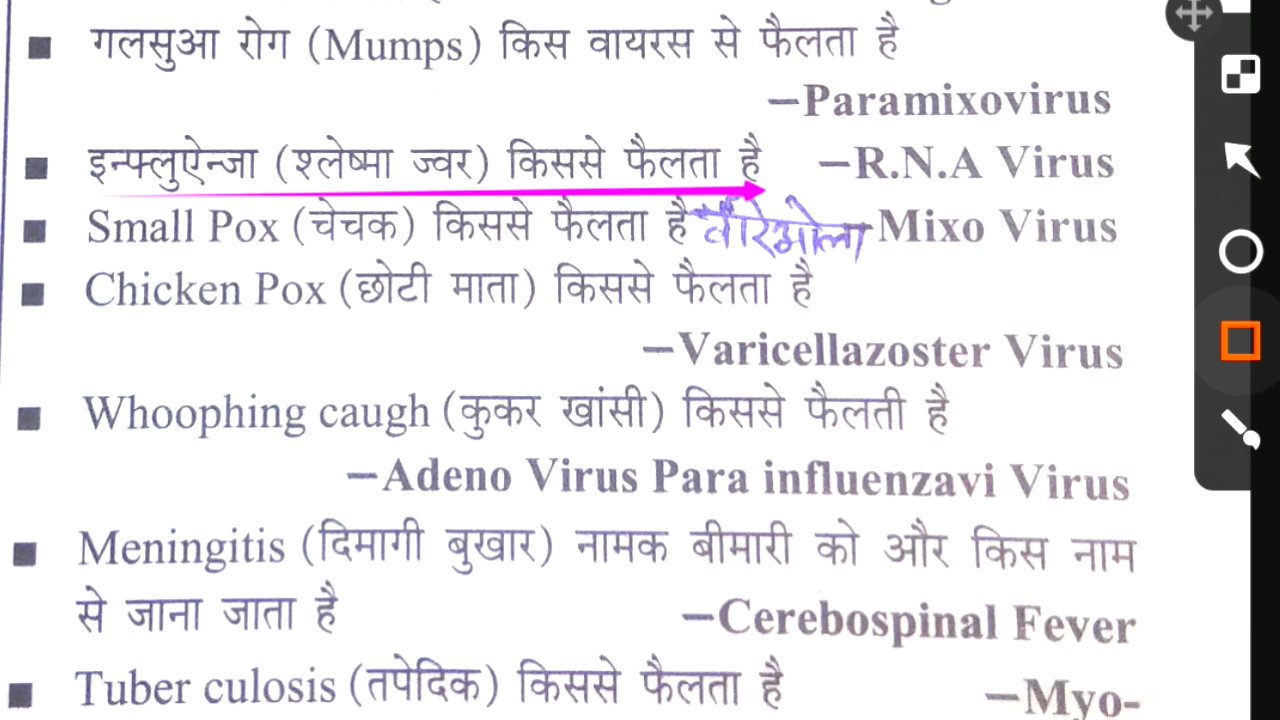 ■ गलसुआ रोग (Mumps) किस वायरस से फैलता है
–Paramixovirus
■ इन्फ्लुऐन्जा (श्लेष्मा ज्वर) किससे फैलता है –R.N.A Virus
■ Small Pox (चेचक) किससे फैलता है वैरिओला Mixo Virus
■ Chicken Pox (छोटी माता) किससे फैलता है
–Varicellazoster Virus
■ Whoophing caugh (कुकर खांसी) किससे फैलती है
–Adeno Virus Para influenzavi Virus
■ Meningitis (दिमागी बुखार) नामक बीमारी को और किस नाम
से जाना जाता है –Cerebospinal Fever
■ Tuber culosis (तपेदिक) किससे फैलता है –Myo-